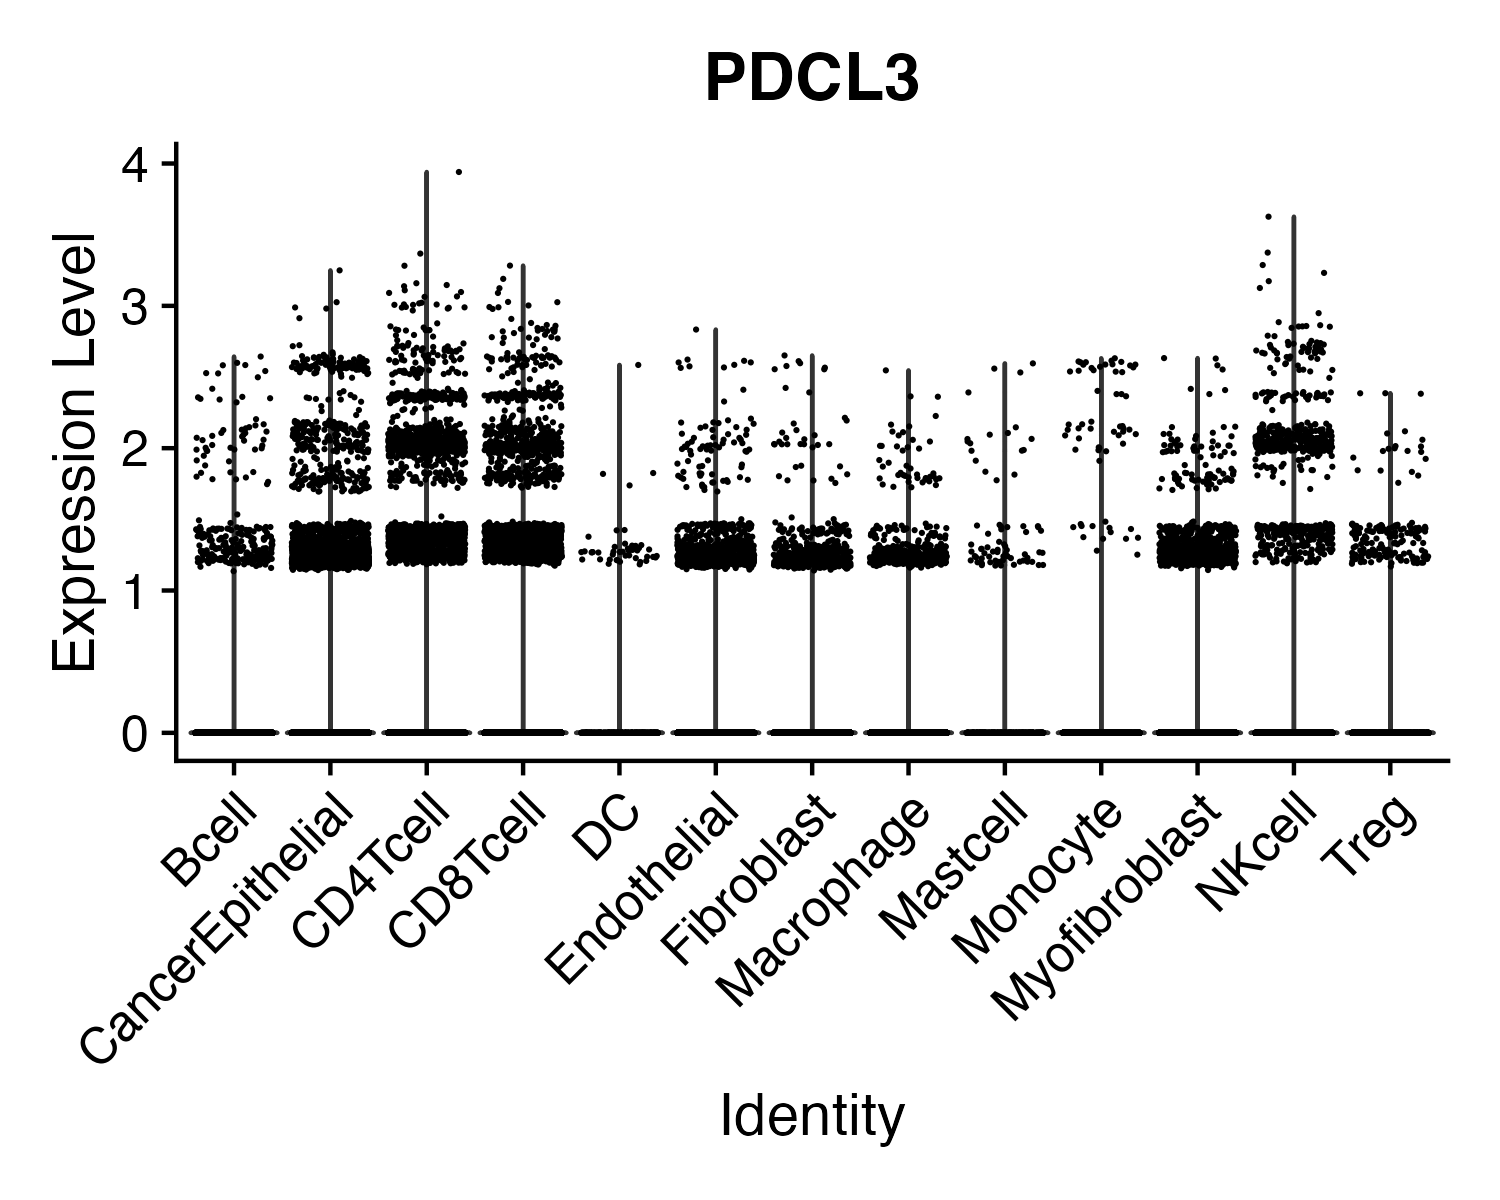 PDCL3
Expression Level
4
3
2
1
0
Bcell
CancerEpithelial
CD4Tcell
CD8Tcell
DC
Endothelial
Fibroblast
Macrophage
Mastcell
Monocyte
Myofibroblast
NKcell
Treg
Identity